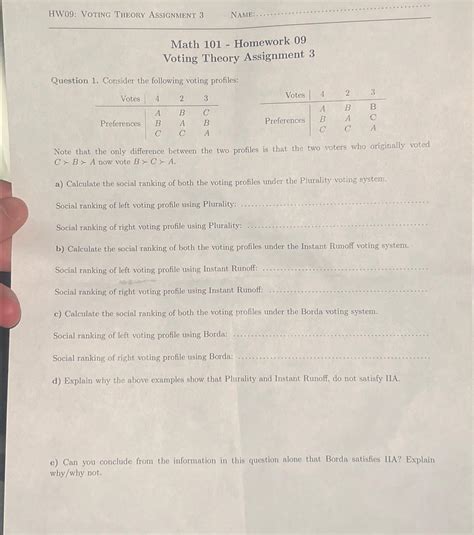 HW09: VOTING THEORY ASSIGNMENT 3 NAME:
Math 101 - Homework 09
Voting Theory Assignment 3
Question 1. Consider the following voting profiles:
Votes 4 2 3
A B C
Preferences B A B
C C A
Votes 4 2 3
A B B
Preferences B A C
C C A
Note that the only difference between the two profiles is that the two voters who originally voted
C ≻ B ≻ A now vote B ≻ C ≻ A.
a) Calculate the social ranking of both the voting profiles under the Plurality voting system.
Social ranking of left voting profile using Plurality:
Social ranking of right voting profile using Plurality:
b) Calculate the social ranking of both the voting profiles under the Instant Runoff voting system.
Social ranking of left voting profile using Instant Runoff:
Social ranking of right voting profile using Instant Runoff:
c) Calculate the social ranking of both the voting profiles under the Borda voting system.
Social ranking of left voting profile using Borda:
Social ranking of right voting profile using Borda:
d) Explain why the above examples show that Plurality and Instant Runoff, do not satisfy IIA.
e) Can you conclude from the information in this question alone that Borda satisfies IIA? Explain
why/why not.